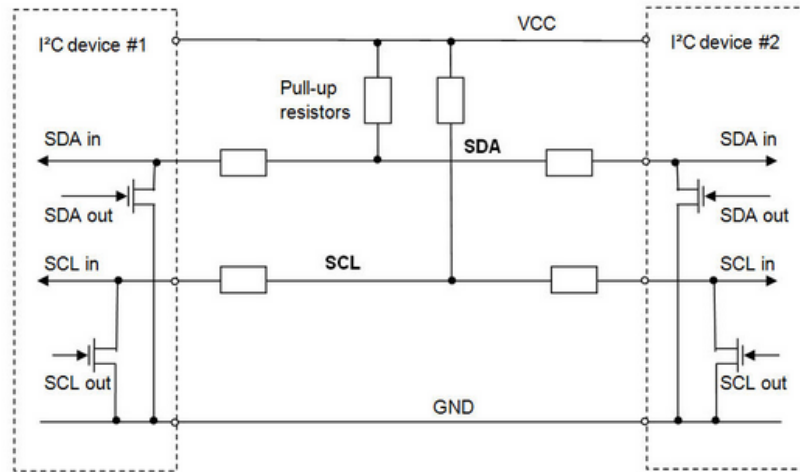 VCC
I²C device #1
I²C device #2
Pull-up
resistors
SDA in
SDA
SDA in
SDA out
SDA out
SCL in
SCL
SCL in
SCL out
SCL out
GND